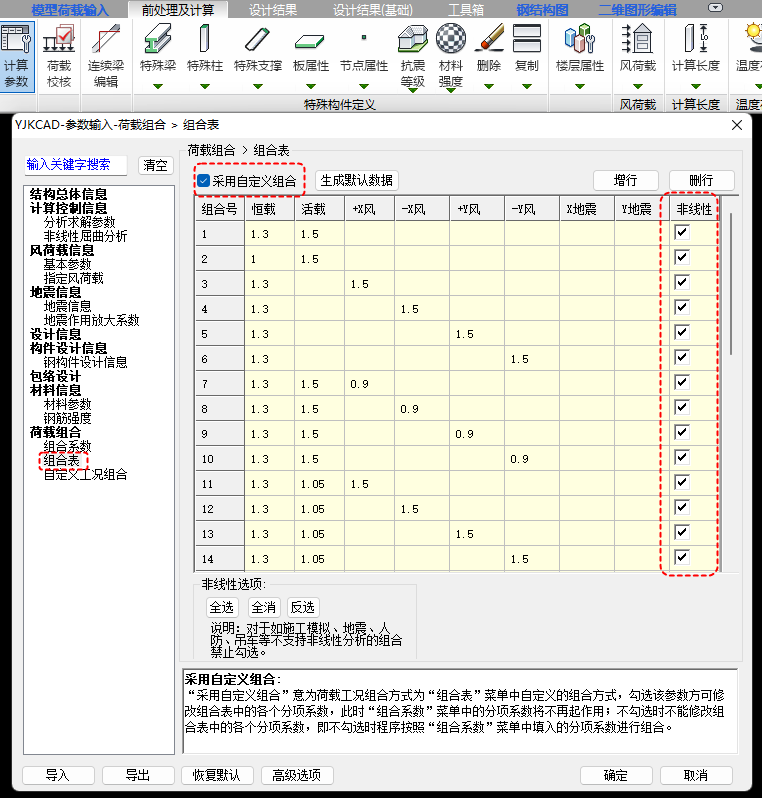 模型荷载输入 前处理及计算 设计结果 设计结果(基础) 工具箱 钢结构图 二维图形编辑
计算参数 荷载校核 连续梁编辑 特殊梁 特殊柱 特殊支撑 板属性 节点属性 抗震等级 材料强度 删除 复制 楼层属性 风荷载 计算长度
特殊构件定义 风荷载 计算长度
YJKCAD-参数输入-荷载组合 > 组合表
输入关键字搜索 清空
结构总体信息
计算控制信息
分析求解参数
非线性屈曲分析
风荷载信息
基本参数
指定风荷载
地震信息
地震信息
地震作用放大系数
设计信息
构件设计信息
钢构件设计信息
包络设计
材料信息
材料参数
钢筋强度
荷载组合
组合系数
组合表
自定义工况组合
荷载组合 > 组合表
采用自定义组合 生成默认数据 增行 删行
组合号 恒载 活载 +X风 -X风 +Y风 -Y风 X地震 Y地震 非线性
1 1.3 1.5
2 1 1.5
3 1.3 1.5
4 1.3 1.5
5 1.3 1.5
6 1.3 1.5
7 1.3 1.5 0.9
8 1.3 1.5 0.9
9 1.3 1.5 0.9
10 1.3 1.5 0.9
11 1.3 1.05 1.5
12 1.3 1.05 1.5
13 1.3 1.05 1.5
14 1.3 1.05 1.5
非线性选项:
全选 全消 反选
说明: 对于如施工模拟、地震、人
防、吊车等不支持非线性分析的组合
禁止勾选。
采用自定义组合:
“采用自定义组合”意为荷载工况组合方式为“组合表”菜单中自定义的组合方式，勾选该参数方可修
改组合表中的各个分项系数，此时“组合系数”菜单中的分项系数将不再起作用；不勾选时不能修改组
合表中的各个分项系数，即不勾选时程序按照“组合系数”菜单中填入的分项系数进行组合。
导入 导出 恢复默认 高级选项 确定 取消